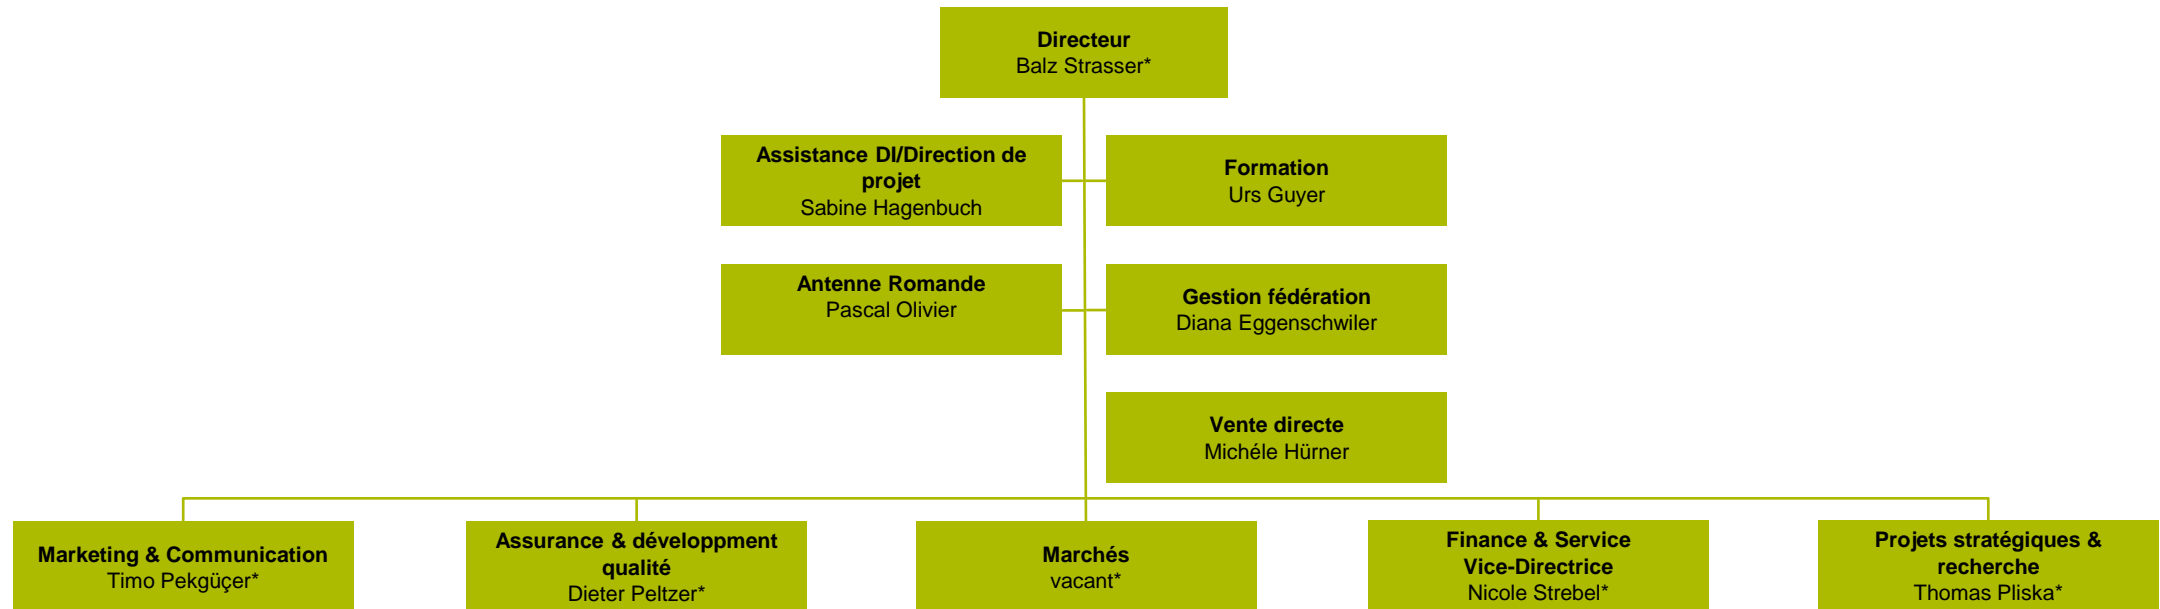 Directeur
Balz Strasser*
Assistance DI/Direction de
projet
Sabine Hagenbuch
Formation
Urs Guyer
Antenne Romande
Pascal Olivier
Gestion fédération
Diana Eggenschwiler
Vente directe
Michéle Hürner
Marketing & Communication
Timo Pekgüçer*
Assurance & développment
qualité
Dieter Peltzer*
Marchés
vacant*
Finance & Service
Vice-Directrice
Nicole Strebel*
Projets stratégiques &
recherche
Thomas Pliska*